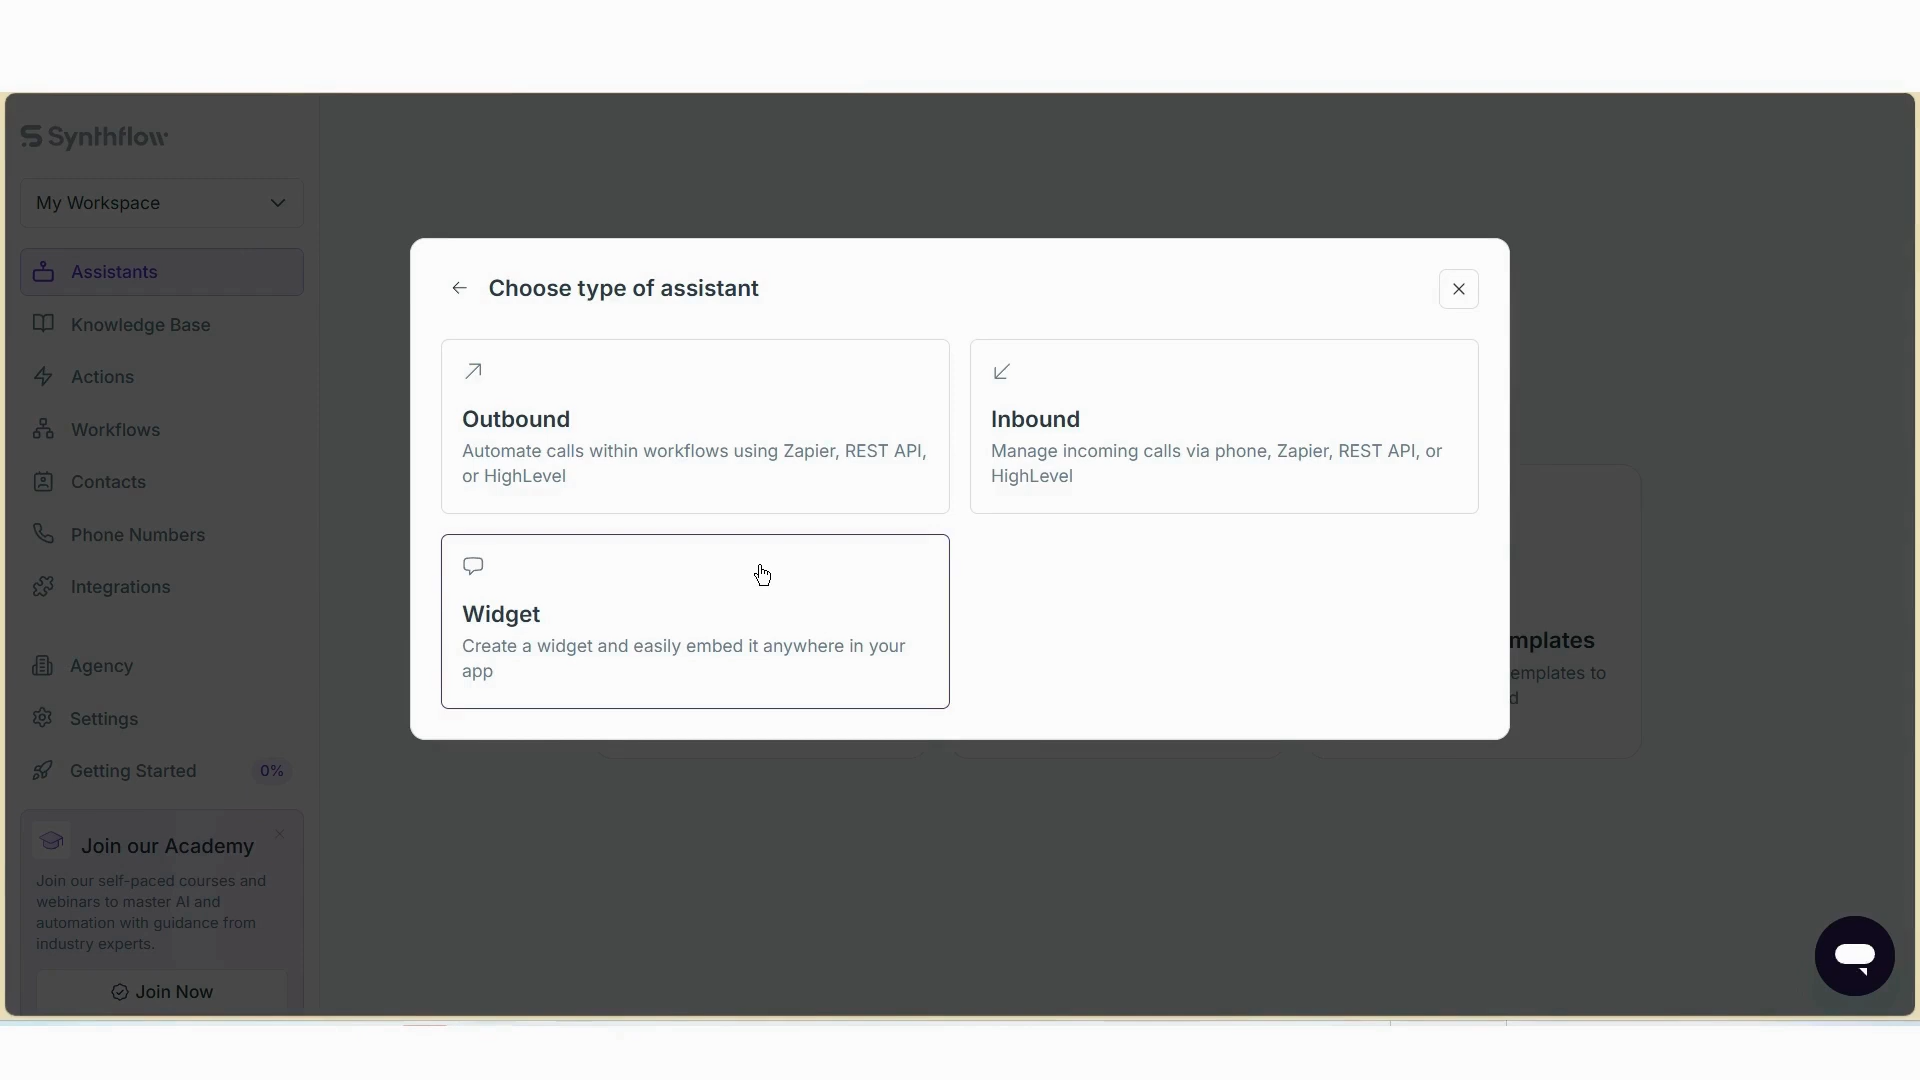 Synthflow
My Workspace
Assistants
Knowledge Base
Actions
Workflows
Contacts
Phone Numbers
Integrations
Agency
Settings
Getting Started 0%
Join our Academy
Join our self-paced courses and
webinars to master AI and
automation with guidance from
industry experts.
Join Now
Choose type of assistant
Outbound
Automate calls within workflows using Zapier, REST API,
or HighLevel
Inbound
Manage incoming calls via phone, Zapier, REST API, or
HighLevel
Widget
Create a widget and easily embed it anywhere in your
app
mplates
emplates to
d